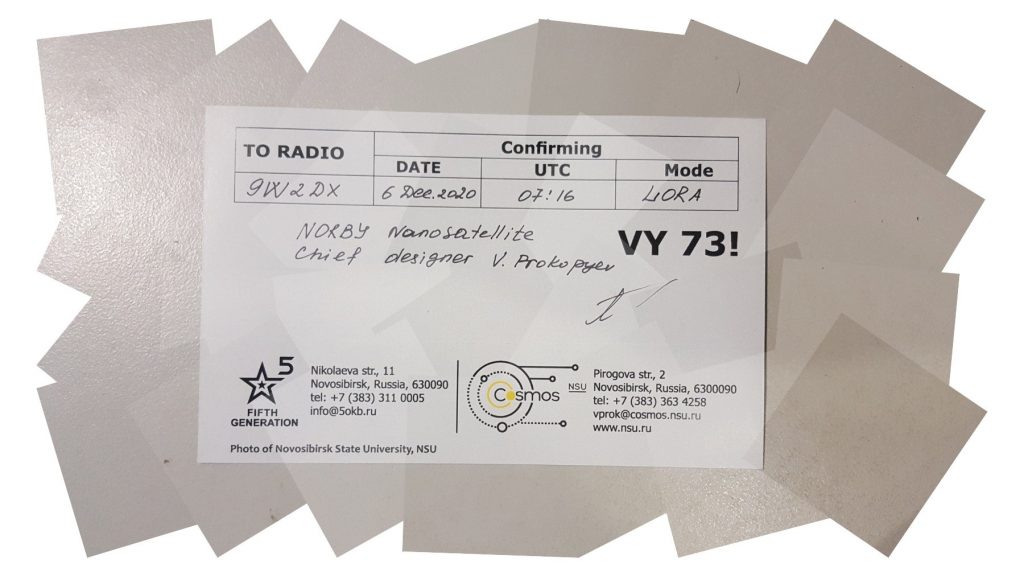 TO RADIO Confirming
DATE UTC Mode
9W2DX 6 Dec. 2020 07:16 LORA
NORBY Nanosatellite
Chief designer V. Prokopyev
VY 73!
5
FIFTH
GENERATION
Nikolaeva str., 11
Novosibirsk, Russia, 630090
tel: +7 (383) 311 0005
info@5okb.ru
Cosmos
NSU
Pirogova str., 2
Novosibirsk, Russia, 6300090
tel: +7 (383) 363 4258
vprok@cosmos.nsu.ru
www.nsu.ru
Photo of Novosibirsk State University, NSU